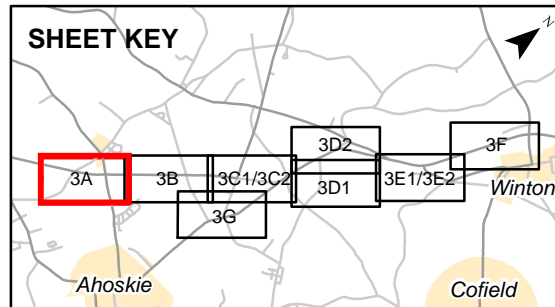 SHEET KEY
N
3D2
3F
3A
3B
3C1/3C2
3D1
3E1/3E2
Winton
3G
Ahoskie
Cofield